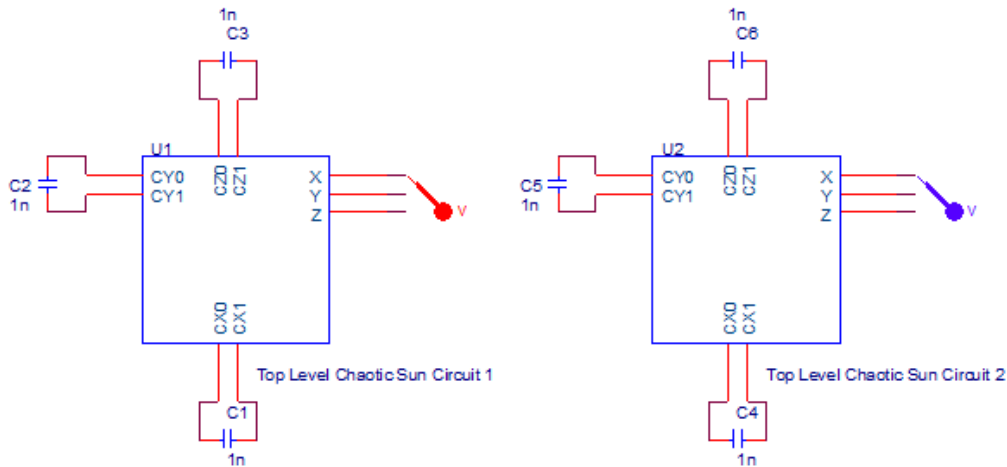 1n
C3
U1
CY0
CY1
CZ0
CZ1
X
Y
Z
V
C2
1n
CX0
CX1
Top Level Chaotic Sun Circuit 1
C1
1n
1n
C6
U2
CY0
CY1
CZ0
CZ1
X
Y
Z
V
C5
1n
CX0
CX1
Top Level Chaotic Sun Circuit 2
C4
1n